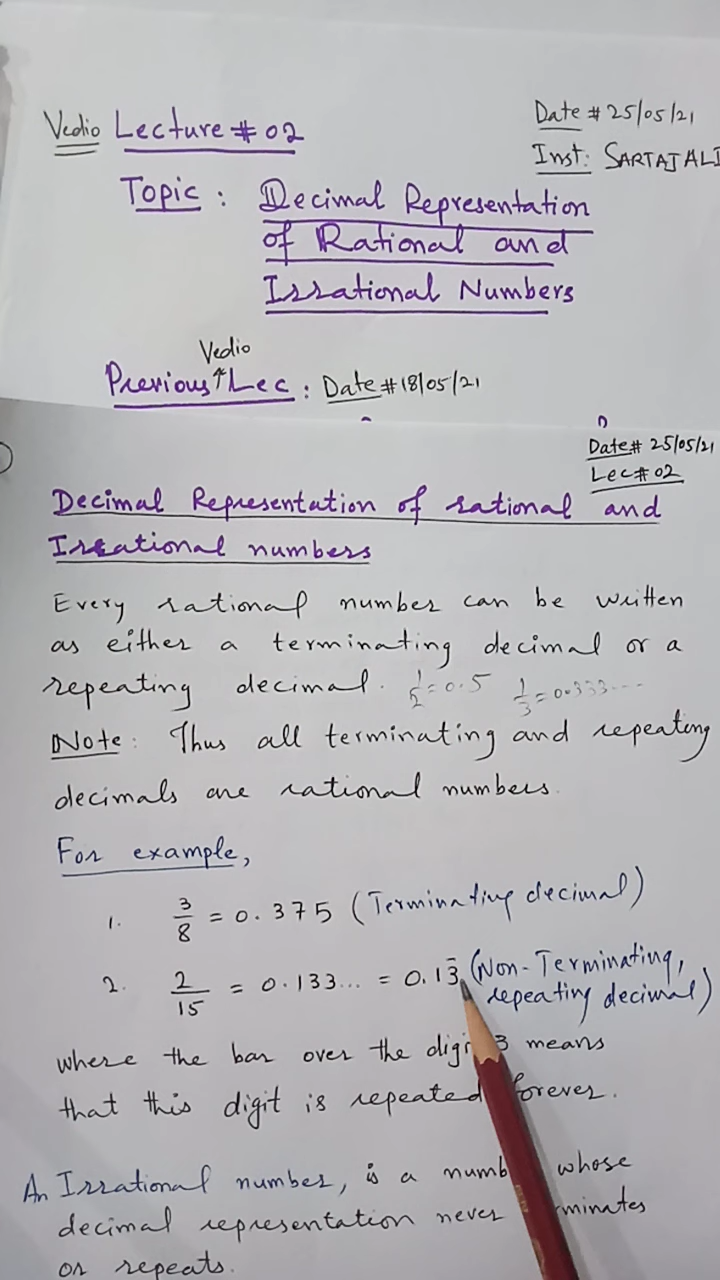 Vedio Lecture # 02
Date # 25/05/21
Inst: SARTAJ ALI
Topic : Decimal Representation
of Rational and
Irrational Numbers
Vedio
Previous Lec : Date # 18/05/21
Date# 25/05/21
Lec# 02
Decimal Representation of rational and
Irrational numbers
Every rational number can be written
as either a terminating decimal or a
repeating decimal. 1/2 = 0.5 1/3 = 0.333...
Note: Thus all terminating and repeating
decimals are rational numbers.
For example,
1. 3/8 = 0.375 (Terminating decimal)
2. 2/15 = 0.133... = 0.13̄ (Non-Terminating,
repeating decimal)
where the bar over the digit 3 means
that this digit is repeated forever.
An Irrational number, is a numb whose
decimal representation never minates
or repeats.